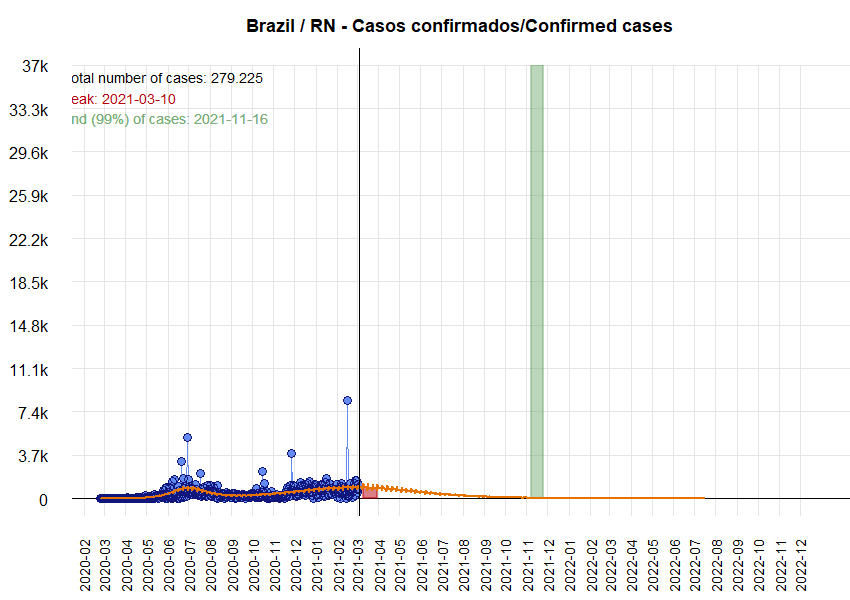 Brazil / RN - Casos confirmados/Confirmed cases
otal number of cases: 279.225
eak: 2021-03-10
nd (99%) of cases: 2021-11-16
37k
33.3k
29.6k
25.9k
22.2k
18.5k
14.8k
11.1k
7.4k
3.7k
0
2020-02
2020-03
2020-04
2020-05
2020-06
2020-07
2020-08
2020-09
2020-10
2020-11
2020-12
2021-01
2021-02
2021-03
2021-04
2021-05
2021-06
2021-07
2021-08
2021-09
2021-10
2021-11
2021-12
2022-01
2022-02
2022-03
2022-04
2022-05
2022-06
2022-07
2022-08
2022-09
2022-10
2022-11
2022-12